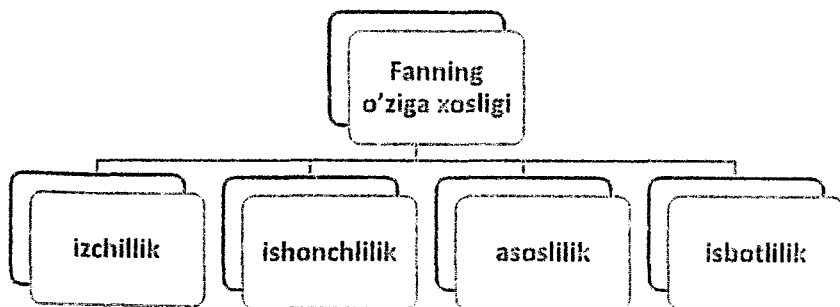 Fanning
o'ziga xosligi
izchillik
ishonchlilik
asoslilik
isbotlilik